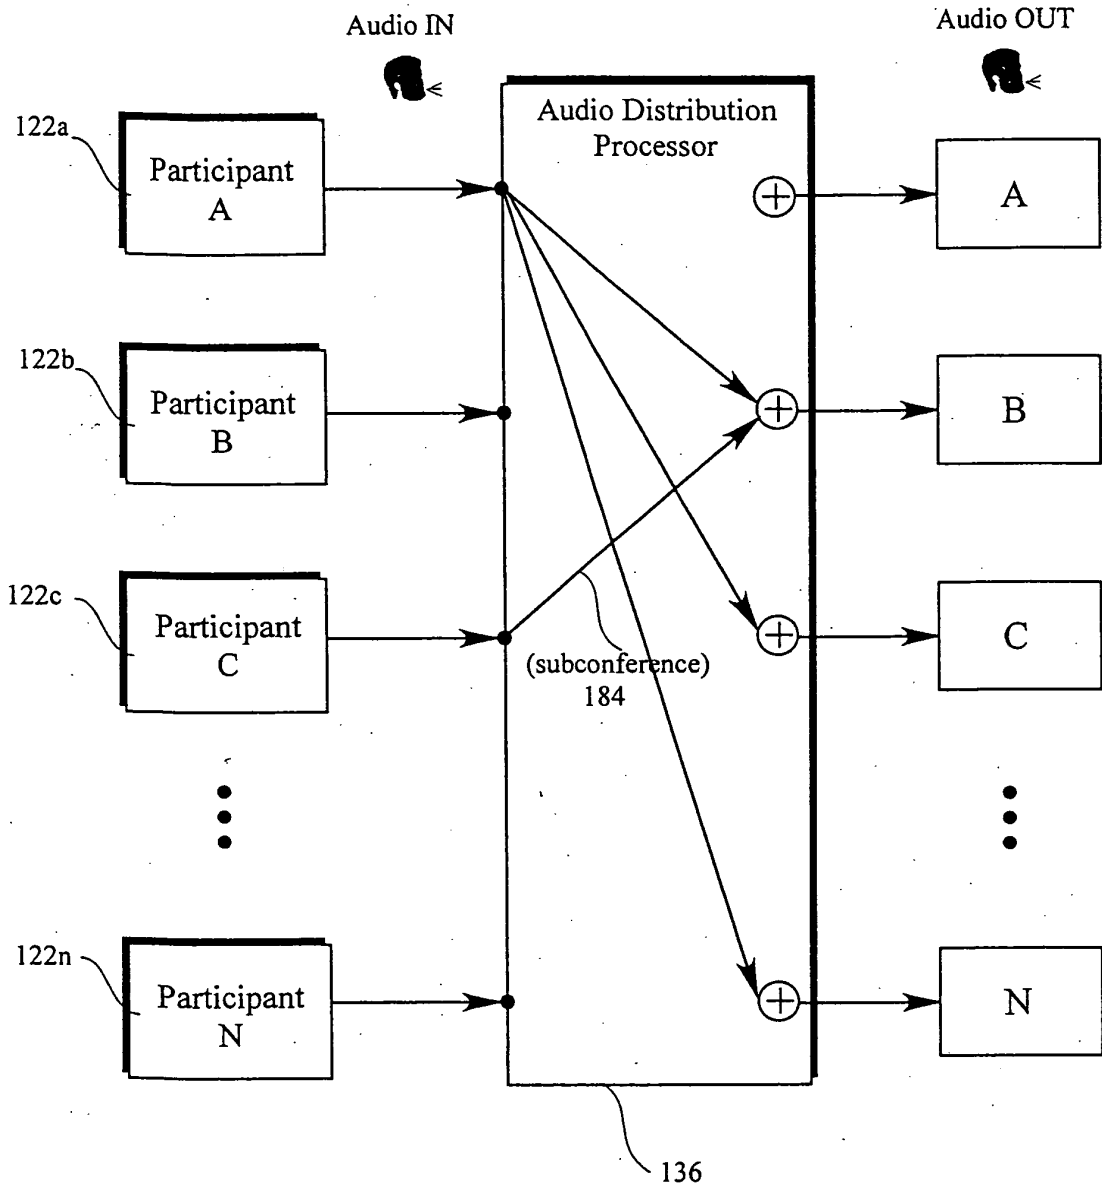 Audio IN
Audio OUT
Audio Distribution
Processor
122a
Participant
A
A
122b
Participant
B
B
122c
Participant
C
C
(subconference)
184
122n
Participant
N
N
136